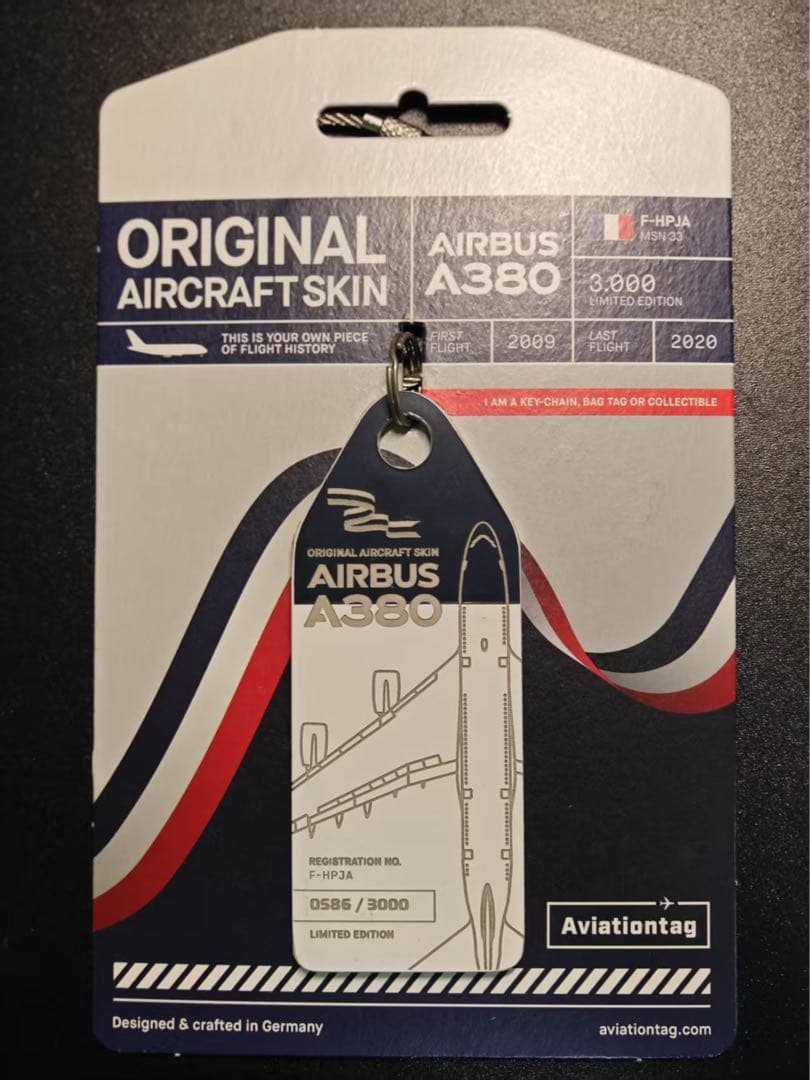 ORIGINAL
AIRCRAFT SKIN
AIRBUS
A380
F-HPJA
MSN 33
3.000
LIMITED EDITION
THIS IS YOUR OWN PIECE
OF FLIGHT HISTORY
FIRST
FLIGHT
2009
LAST
FLIGHT
2020
I AM A KEY-CHAIN, BAG TAG OR COLLECTIBLE
ORIGINAL AIRCRAFT SKIN
AIRBUS
A380
REGISTRATION NO.
F-HPJA
0586 / 3000
LIMITED EDITION
Aviationtag
Designed & crafted in Germany
aviationtag.com